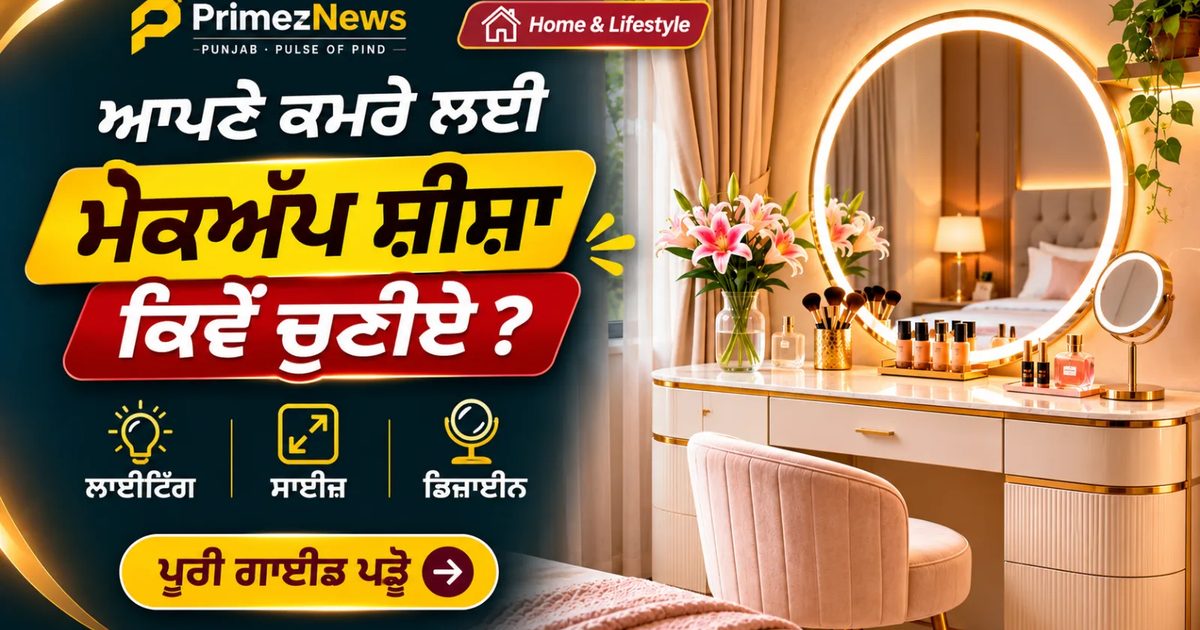 PrimezNews
PUNJAB · PULSE OF PIND
Home & Lifestyle
ਆਪਣੇ ਕਮਰੇ ਲਈ
ਮੇਕਅੱਪ ਸ਼ੀਸ਼ਾ
ਕਿਵੇਂ ਚੁਣੀਏ ?
ਲਾਈਟਿੰਗ
ਸਾਈਜ਼
ਡਿਜ਼ਾਈਨ
ਪੂਰੀ ਗਾਈਡ ਪੜ੍ਹੋ